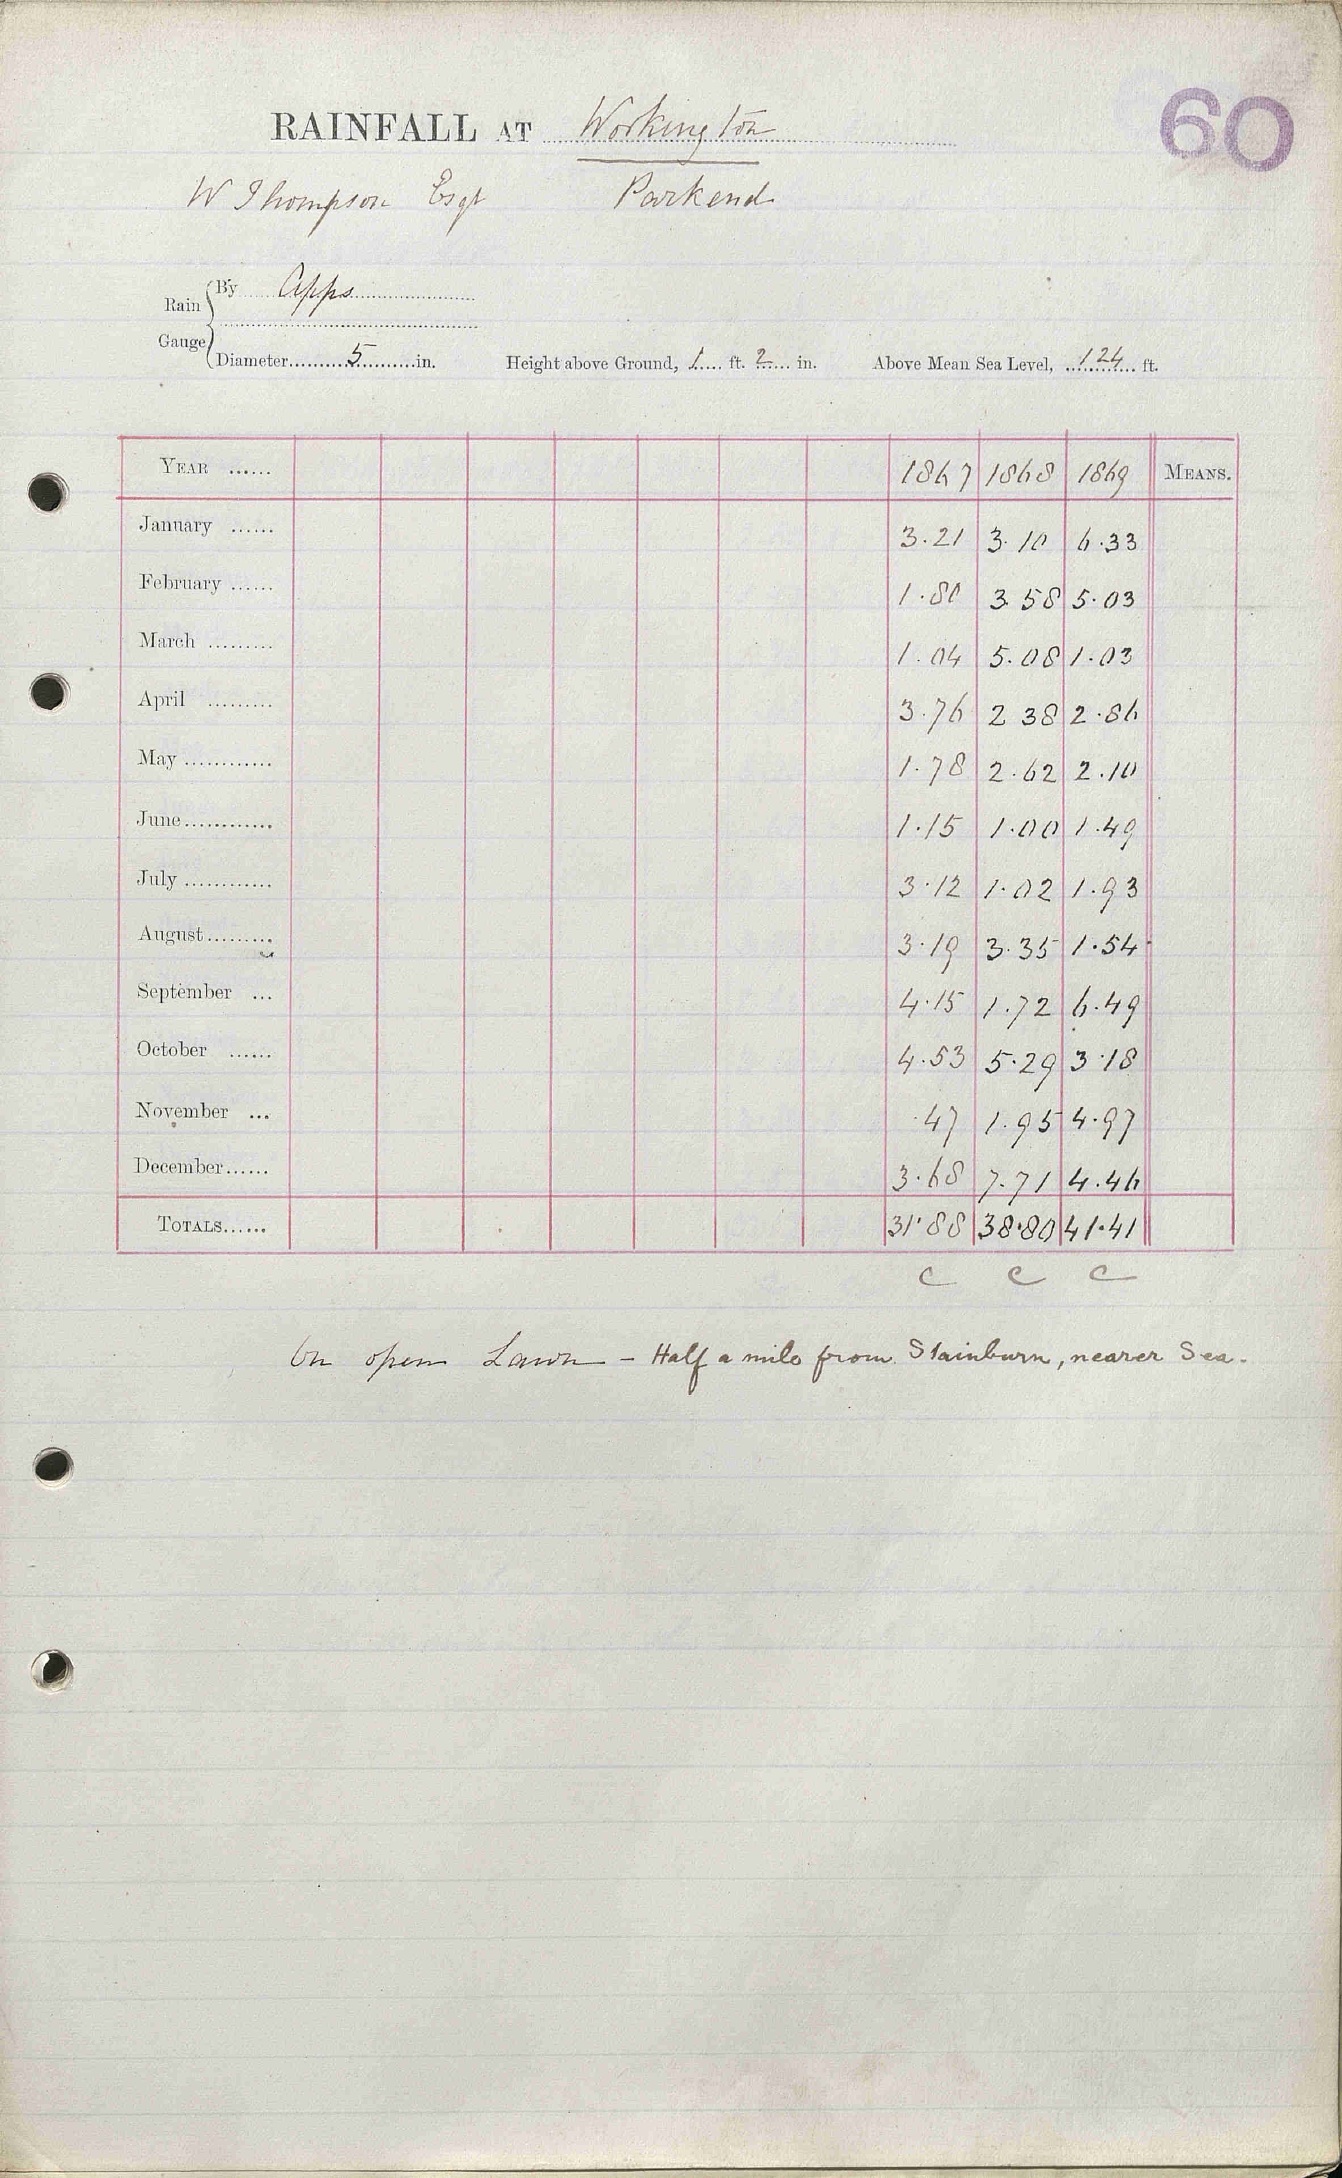 60
RAINFALL AT Workington
W Thompson Esqr Parkend
Rain Gauge By Apps
Diameter 5 in. Height above Ground, 1 ft. 2 in. Above Mean Sea Level, 124 ft.
YEAR ...... 1867 1868 1869 MEANS.
January ...... 3.21 3.10 6.33
February ...... 1.80 3.58 5.03
March ......... 1.04 5.08 1.03
April ......... 3.76 2.38 2.86
May ............ 1.78 2.62 2.10
June............ 1.15 1.00 1.49
July ............ 3.12 1.02 1.93
August......... 3.19 3.35 1.54
September ... 4.15 1.72 6.49
October ...... 4.53 5.29 3.18
November ... .47 1.95 4.97
December...... 3.68 7.71 4.46
TOTALS...... 31.88 38.80 41.41
C C C
On open Lawn – Half a mile from Stainburn, nearer Sea.